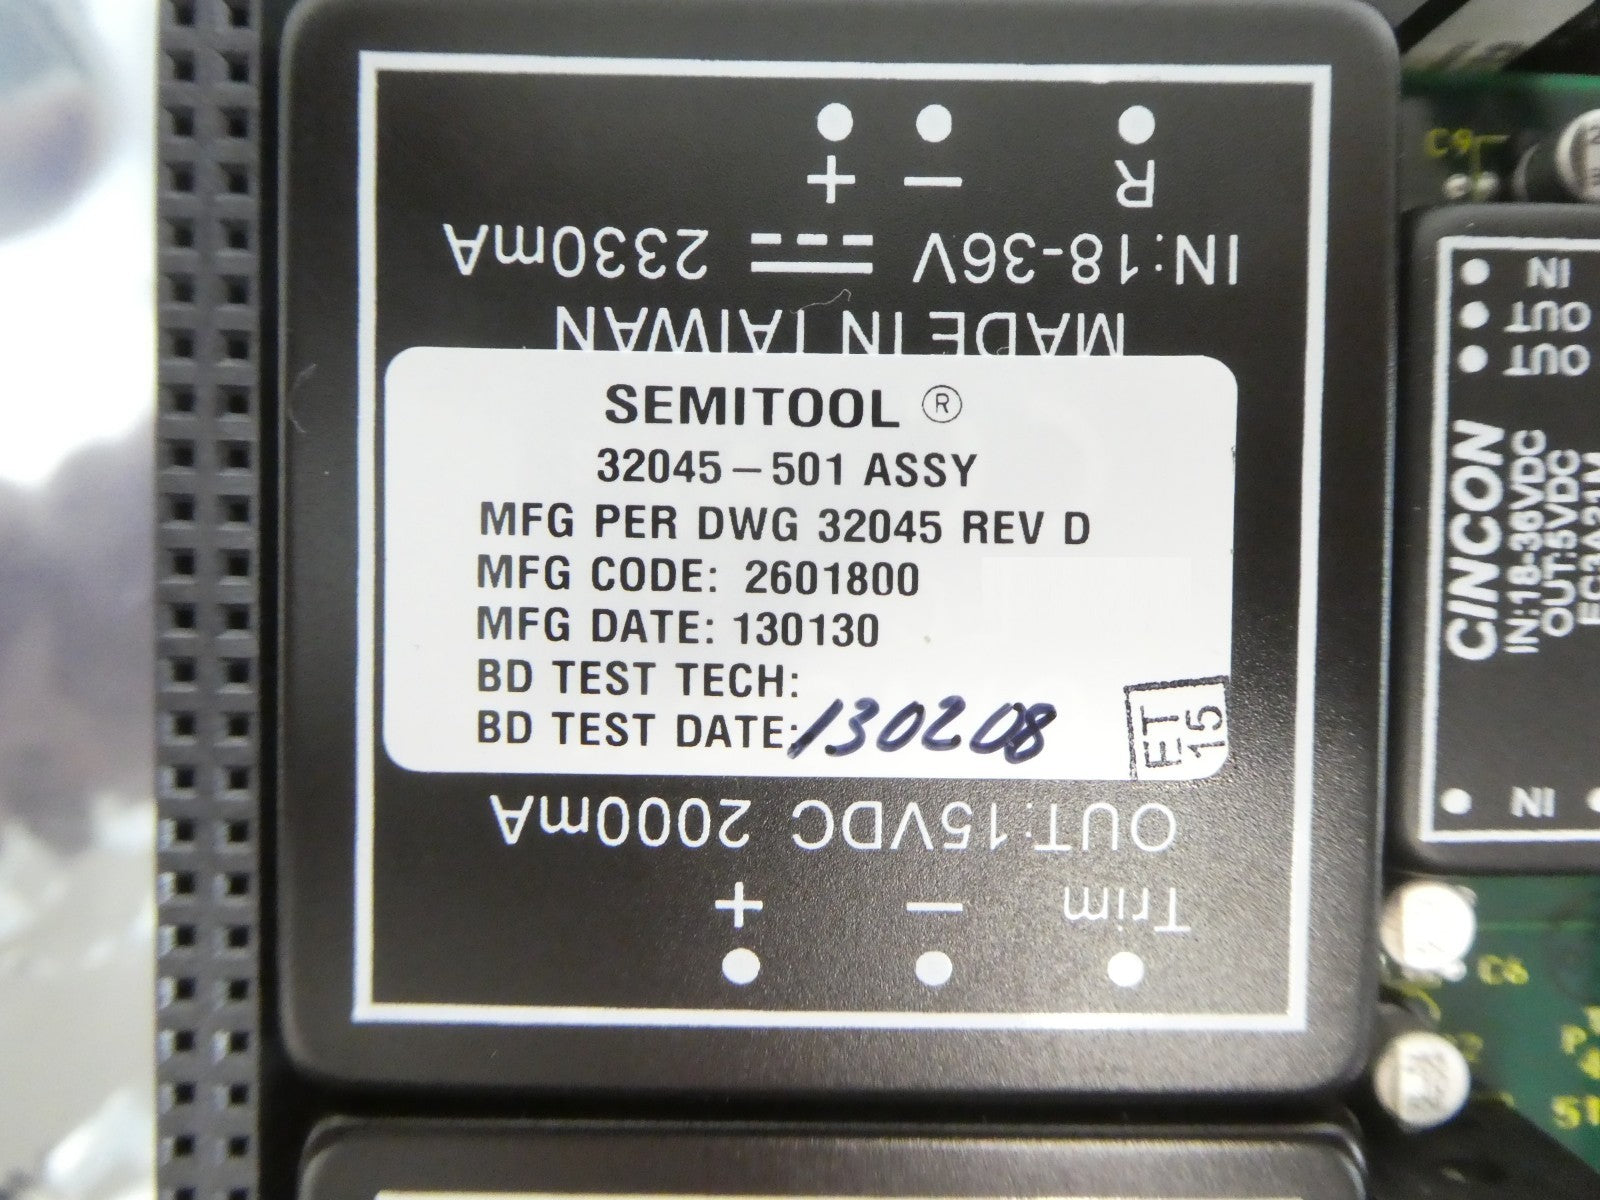 R - +
IN:18-36V 2330mA
MADE IN TAIWAN
SEMITOOL ®
32045-501 ASSY
MFG PER DWG 32045 REV D
MFG CODE: 2601800
MFG DATE: 130130
BD TEST TECH:
BD TEST DATE: 130208
ET
15
OUT:15VDC 2000mA
Trim - +
C9
IN
OUT
OUT
CINCON
IN:18-36VDC
OUT:5VDC
IN
C6